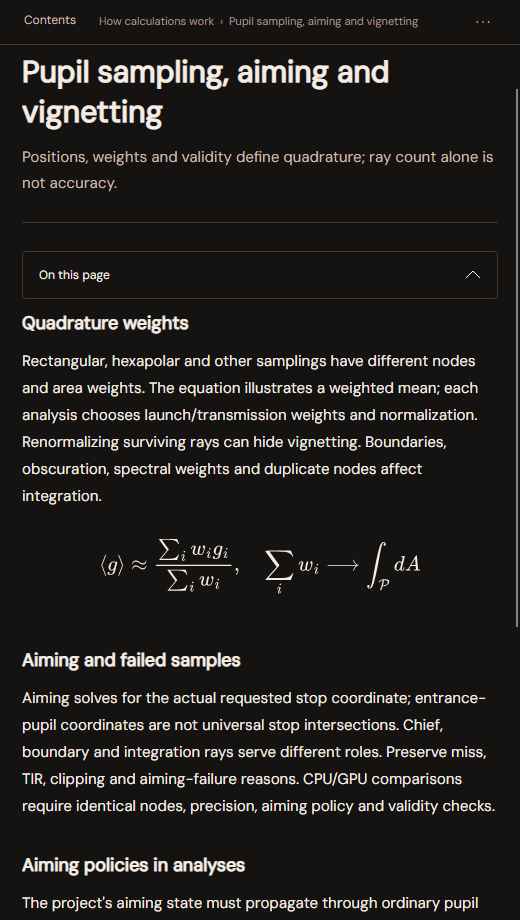 Contents How calculations work › Pupil sampling, aiming and vignetting ...
Pupil sampling, aiming and
vignetting
Positions, weights and validity define quadrature; ray count alone is
not accuracy.
On this page
Quadrature weights
Rectangular, hexapolar and other samplings have different nodes
and area weights. The equation illustrates a weighted mean; each
analysis chooses launch/transmission weights and normalization.
Renormalizing surviving rays can hide vignetting. Boundaries,
obscuration, spectral weights and duplicate nodes affect
integration.
⟨g⟩ ≈ ∑ᵢ wᵢgᵢ / ∑ᵢ wᵢ, ∑ᵢ wᵢ ⟶ ∫_𝒫 dA
Aiming and failed samples
Aiming solves for the actual requested stop coordinate; entrance-
pupil coordinates are not universal stop intersections. Chief,
boundary and integration rays serve different roles. Preserve miss,
TIR, clipping and aiming-failure reasons. CPU/GPU comparisons
require identical nodes, precision, aiming policy and validity checks.
Aiming policies in analyses
The project's aiming state must propagate through ordinary pupil